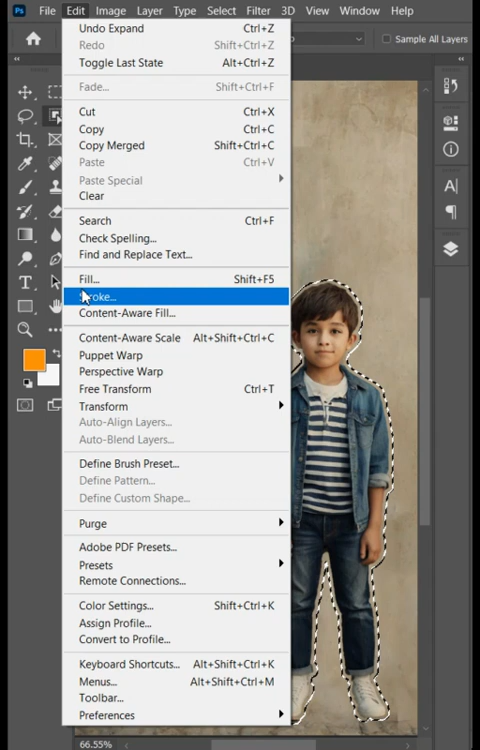 Ps File Edit Image Layer Type Select Filter 3D View Window Help
Sample All Layers
Undo Expand Ctrl+Z
Redo Shift+Ctrl+Z
Toggle Last State Alt+Ctrl+Z
Fade... Shift+Ctrl+F
Cut Ctrl+X
Copy Ctrl+C
Copy Merged Shift+Ctrl+C
Paste Ctrl+V
Paste Special
Clear
Search Ctrl+F
Check Spelling...
Find and Replace Text...
Fill... Shift+F5
Stroke...
Content-Aware Fill...
Content-Aware Scale Alt+Shift+Ctrl+C
Puppet Warp
Perspective Warp
Free Transform Ctrl+T
Transform
Auto-Align Layers...
Auto-Blend Layers...
Define Brush Preset...
Define Pattern...
Define Custom Shape...
Purge
Adobe PDF Presets...
Presets
Remote Connections...
Color Settings... Shift+Ctrl+K
Assign Profile...
Convert to Profile...
Keyboard Shortcuts... Alt+Shift+Ctrl+K
Menus... Alt+Shift+Ctrl+M
Toolbar...
Preferences
66.55%